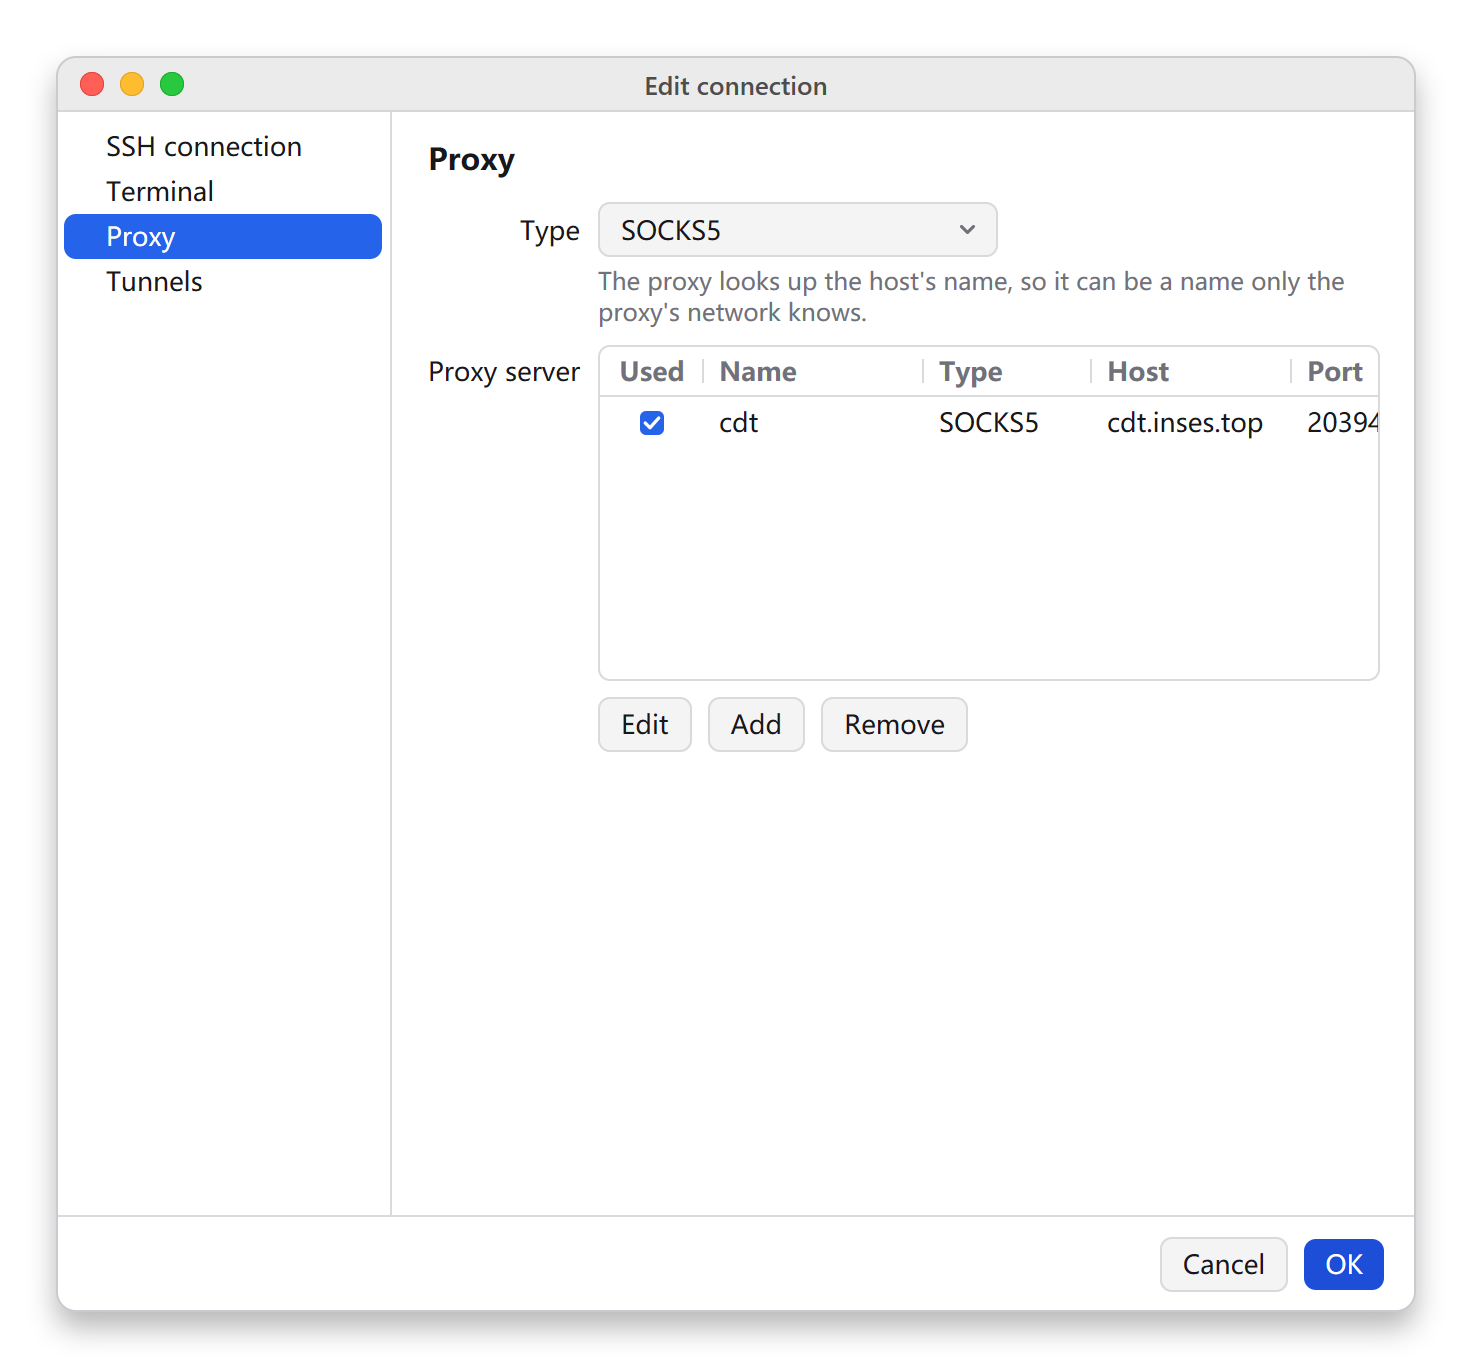 Edit connection
SSH connection
Terminal
Proxy
Tunnels
Proxy
Type SOCKS5
The proxy looks up the host's name, so it can be a name only the
proxy's network knows.
Proxy server
Used Name Type Host Port
cdt SOCKS5 cdt.inses.top 20394
Edit Add Remove
Cancel OK